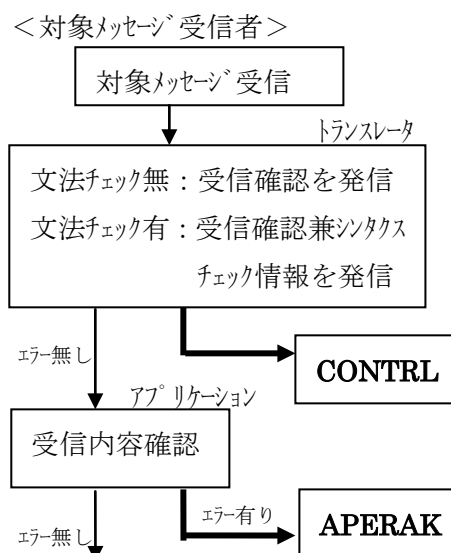 <対象ﾒｯｾｰｼﾞ受信者>
対象ﾒｯｾｰｼﾞ受信
ﾄﾗﾝｽﾚｰﾀ
文法ﾁｪｯｸ無：受信確認を発信
文法ﾁｪｯｸ有：受信確認兼ｼﾝﾀｸｽ
ﾁｪｯｸ情報を発信
ｴﾗｰ無し
CONTRL
ｱﾌﾟﾘｹｰｼｮﾝ
受信内容確認
ｴﾗｰ有り
APERAK
ｴﾗｰ無し